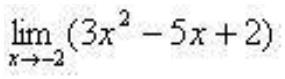 lim (3x² − 5x + 2)
x→−2